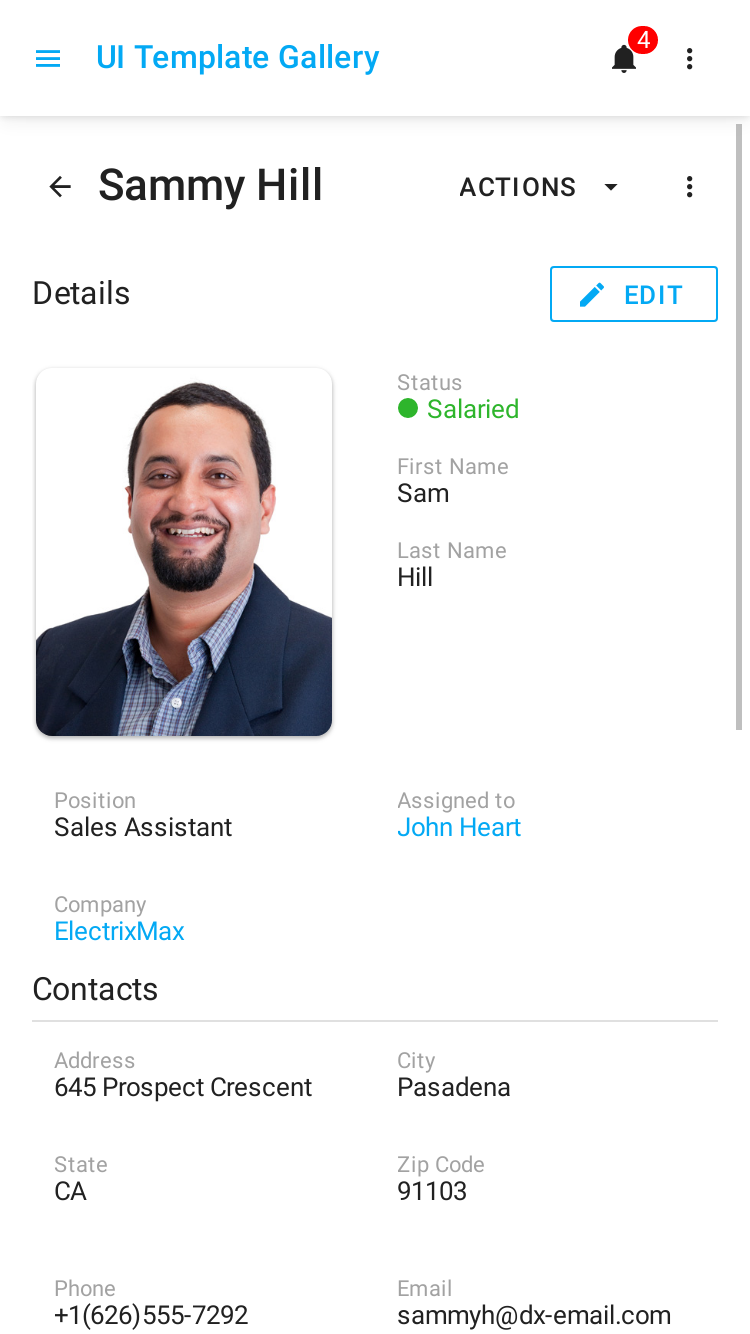 UI Template Gallery
4
Sammy Hill
ACTIONS
Details
EDIT
Status
Salaried
First Name
Sam
Last Name
Hill
Position
Sales Assistant
Assigned to
John Heart
Company
ElectrixMax
Contacts
Address
645 Prospect Crescent
City
Pasadena
State
CA
Zip Code
91103
Phone
+1(626)555-7292
Email
sammyh@dx-email.com